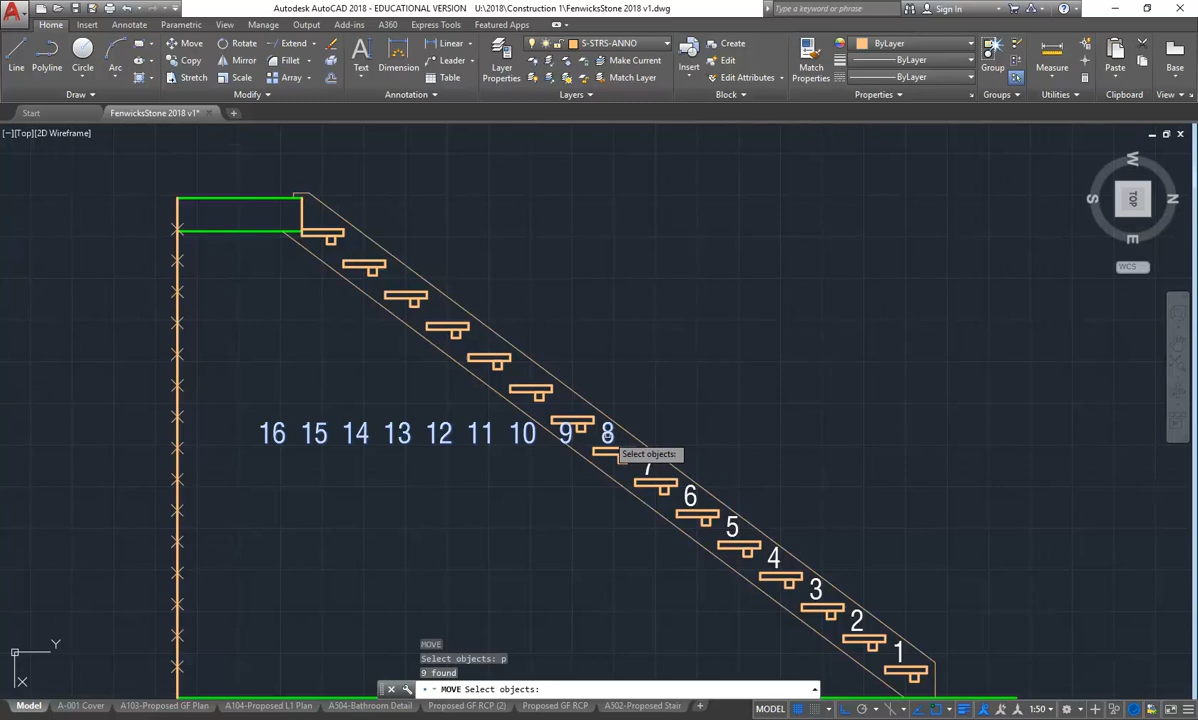 Autodesk AutoCAD 2018 - EDUCATIONAL VERSION
U:\2018\Construction 1\FenwicksStone 2018 v1.dwg
Type a keyword or phrase
Sign In
Home Insert Annotate Parametric View Manage Output Add-ins A360 Express Tools Featured Apps
Line Polyline Circle Arc
Move Rotate Extend
Copy Mirror Fillet
Stretch Scale Array
Text Dimension
Linear
Leader
Table
Layer Properties
S-STRS-ANNO
Make Current
Match Layer
Insert
Create
Edit
Edit Attributes
Match Properties
ByLayer
ByLayer
ByLayer
Group
Measure
Paste
Base
Draw Modify Annotation Layers Block Properties Groups Utilities Clipboard View
Start FenwicksStone 2018 v1*
[−][Top][2D Wireframe]
W
S TOP N
E
WCS
16 15 14 13 12 11 10 9 8
Select objects:
7
6
5
4
3
2
1
Y
X
MOVE
Select objects: p
9 found
MOVE Select objects:
Model A-001 Cover A103-Proposed GF Plan A104-Proposed L1 Plan A504-Bathroom Detail Proposed GF RCP (2) Proposed GF RCP A502-Proposed Stair
MODEL 1:50